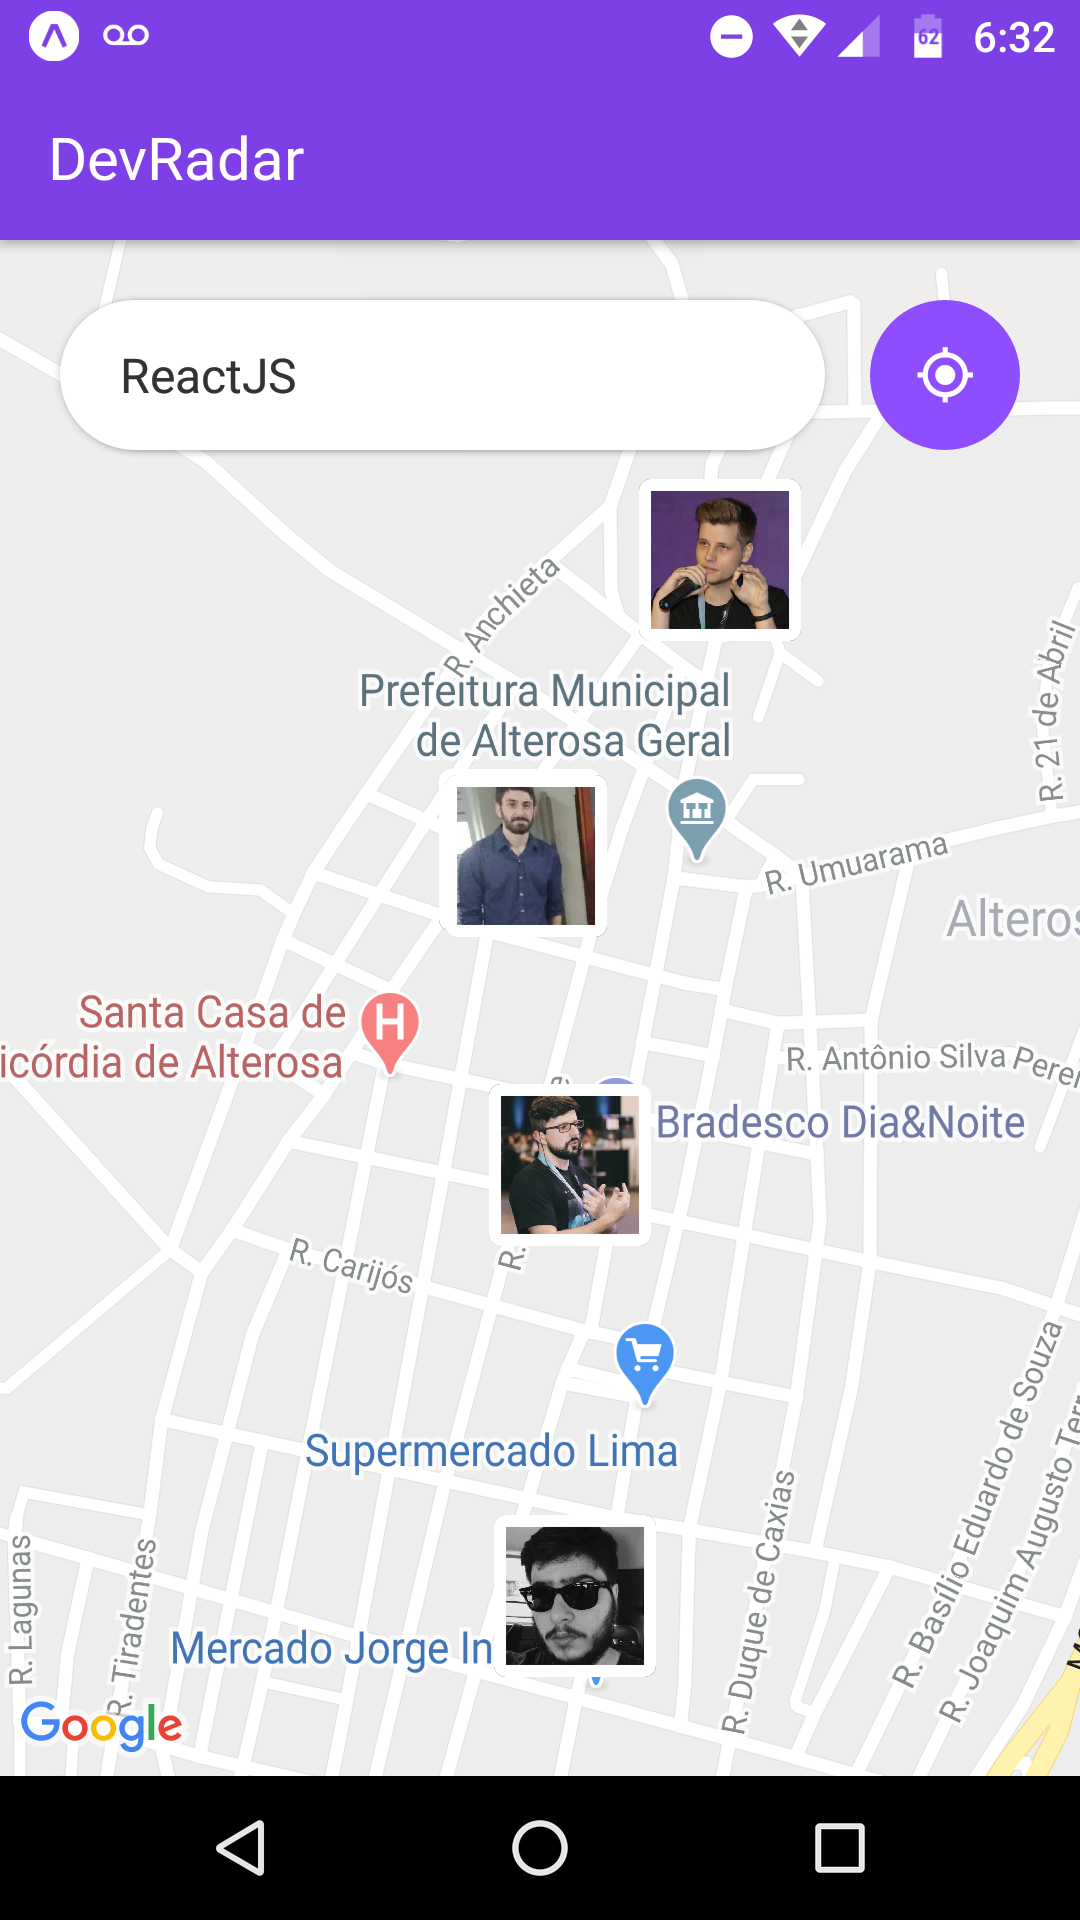 62
6:32
DevRadar
ReactJS
R. Anchieta
Prefeitura Municipal
de Alterosa Geral
R. 21 de Abril
R. Umuarama
Alteros
Santa Casa de
icórdia de Alterosa
R. Antônio Silva Perei
Bradesco Dia&Noite
R.
R. Carijós
Supermercado Lima
R. Basílio Eduardo de Souza
R. Joaquim Augusto Terr
R. Duque de Caxias
R. Lagunas
R. Tiradentes
Mercado Jorge In
Google